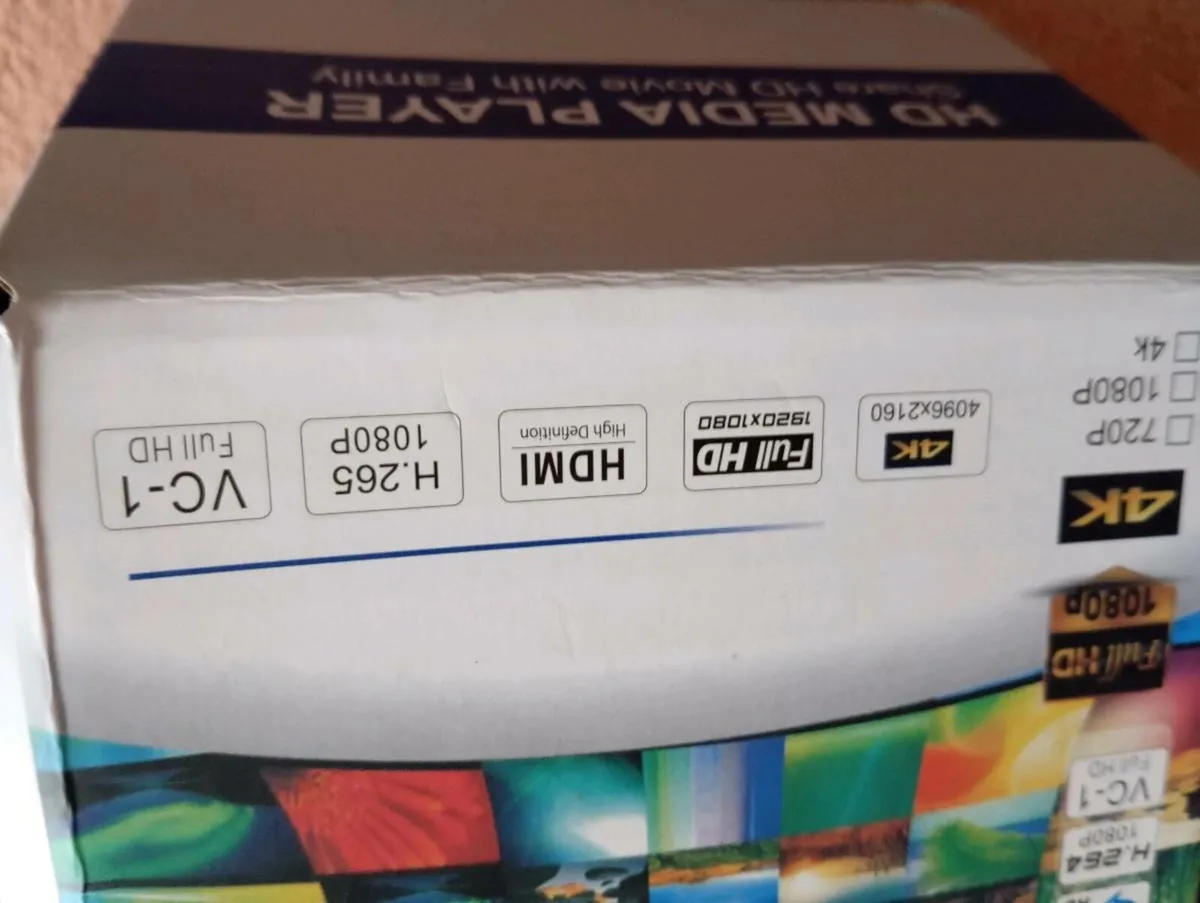 H.264
1080P
VC-1
Full HD
Full HD
1080p
4K
720P
1080P
4k
4K
4096x2160
Full HD
1920x1080
HDMI
High Definition
H.265
1080P
VC-1
Full HD
HD MEDIA PLAYER
Share HD Movie with Family